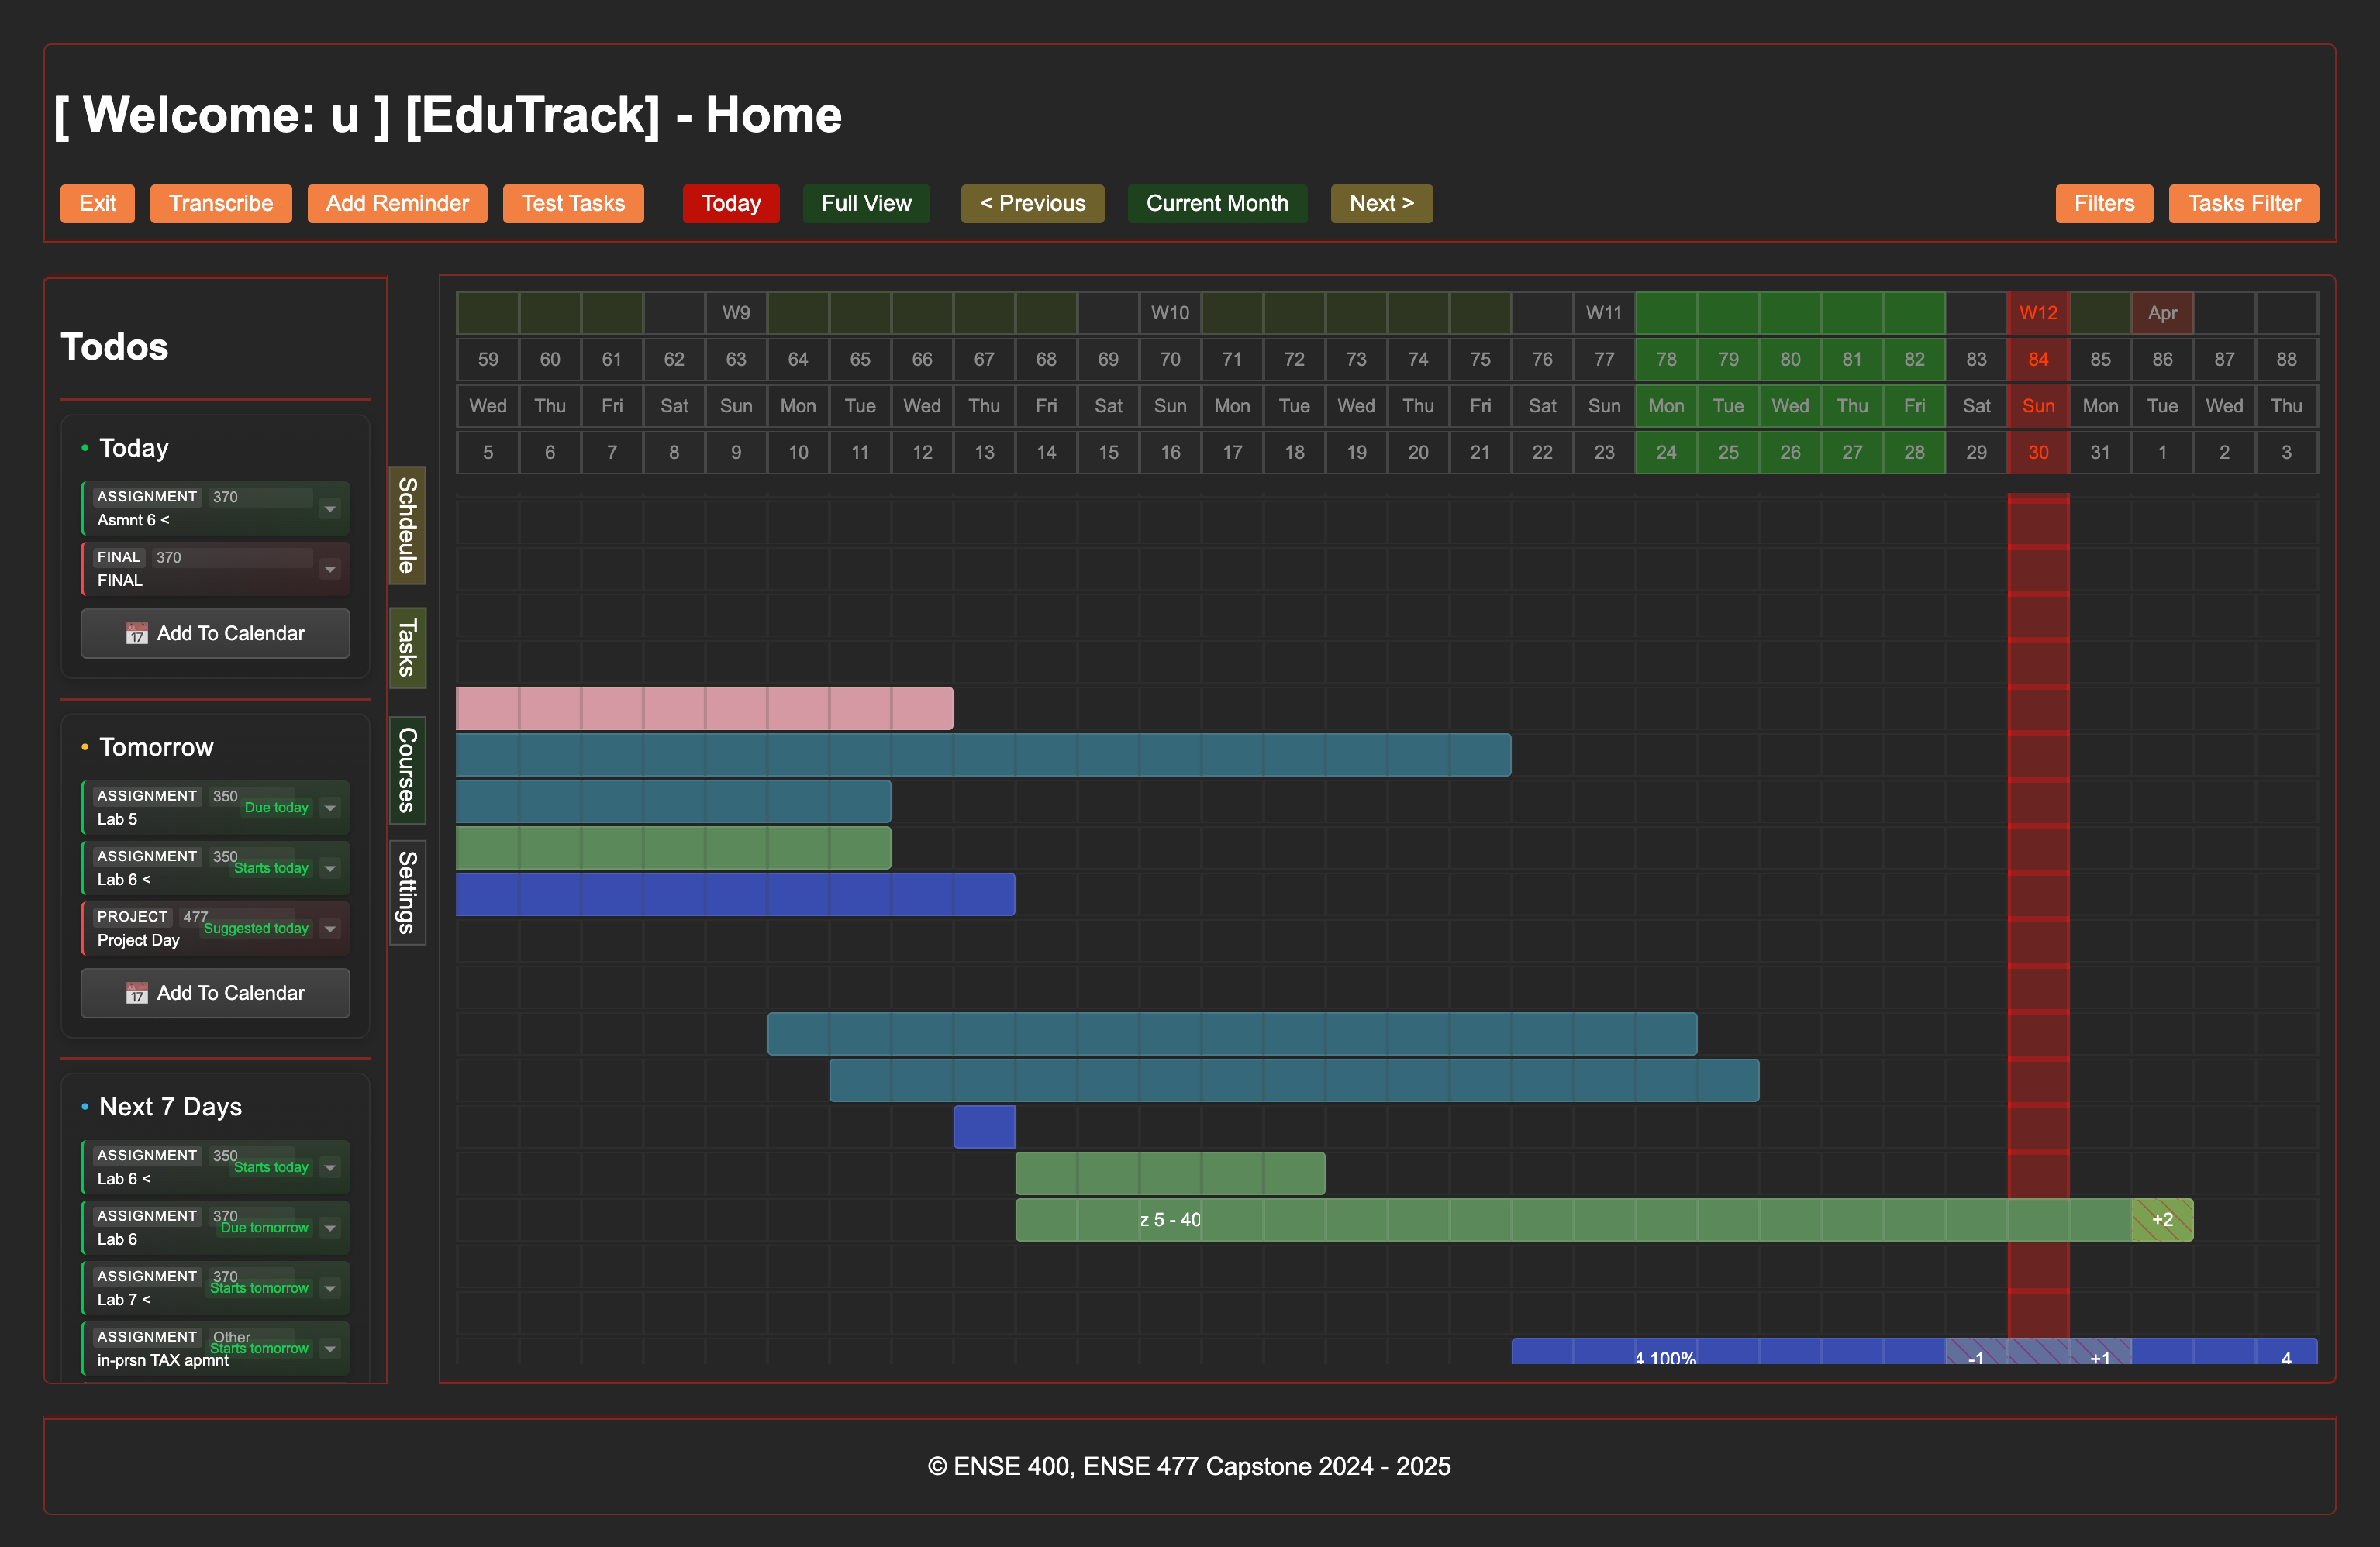 [ Welcome: u ] [EduTrack] - Home
Exit Transcribe Add Reminder Test Tasks Today Full View < Previous Current Month Next > Filters Tasks Filter
Todos
• Today
ASSIGNMENT 370
Asmnt 6 <
FINAL 370
FINAL
17 Add To Calendar
• Tomorrow
ASSIGNMENT 350
Due today
Lab 5
ASSIGNMENT 350
Starts today
Lab 6 <
PROJECT 477
Suggested today
Project Day
17 Add To Calendar
• Next 7 Days
ASSIGNMENT 350
Starts today
Lab 6 <
ASSIGNMENT 370
Due tomorrow
Lab 6
ASSIGNMENT 370
Starts tomorrow
Lab 7 <
ASSIGNMENT Other
Starts tomorrow
in-prsn TAX apmnt
Schdeule
Tasks
Courses
Settings
W9 W10 W11 W12 Apr
59 60 61 62 63 64 65 66 67 68 69 70 71 72 73 74 75 76 77 78 79 80 81 82 83 84 85 86 87 88
Wed Thu Fri Sat Sun Mon Tue Wed Thu Fri Sat Sun Mon Tue Wed Thu Fri Sat Sun Mon Tue Wed Thu Fri Sat Sun Mon Tue Wed Thu
5 6 7 8 9 10 11 12 13 14 15 16 17 18 19 20 21 22 23 24 25 26 27 28 29 30 31 1 2 3
z 5 - 40 +2
4 100% -1 +1 4
© ENSE 400, ENSE 477 Capstone 2024 - 2025